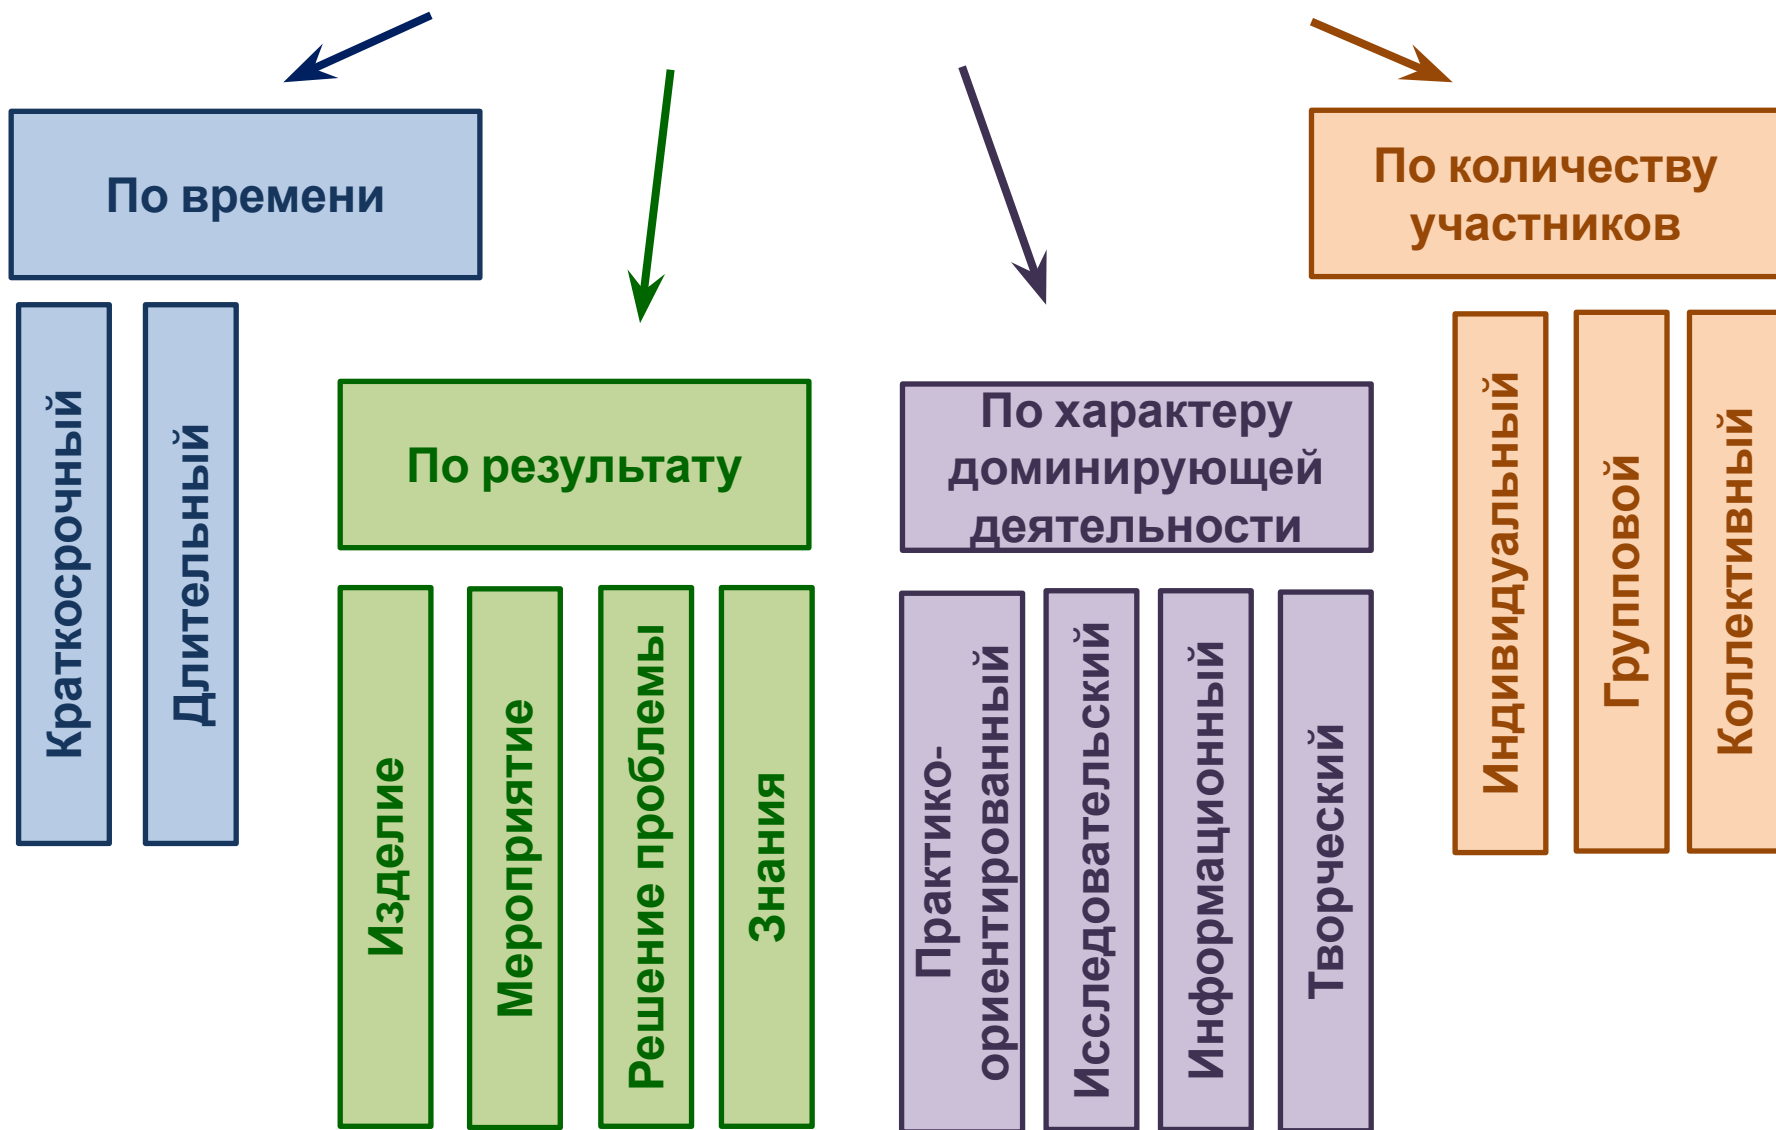 По времени
Краткосрочный
Длительный
По результату
Изделие
Мероприятие
Решение проблемы
Знания
По характеру
доминирующей
деятельности
Практико-
ориентированный
Исследовательский
Информационный
Творческий
По количеству
участников
Индивидуальный
Групповой
Коллективный